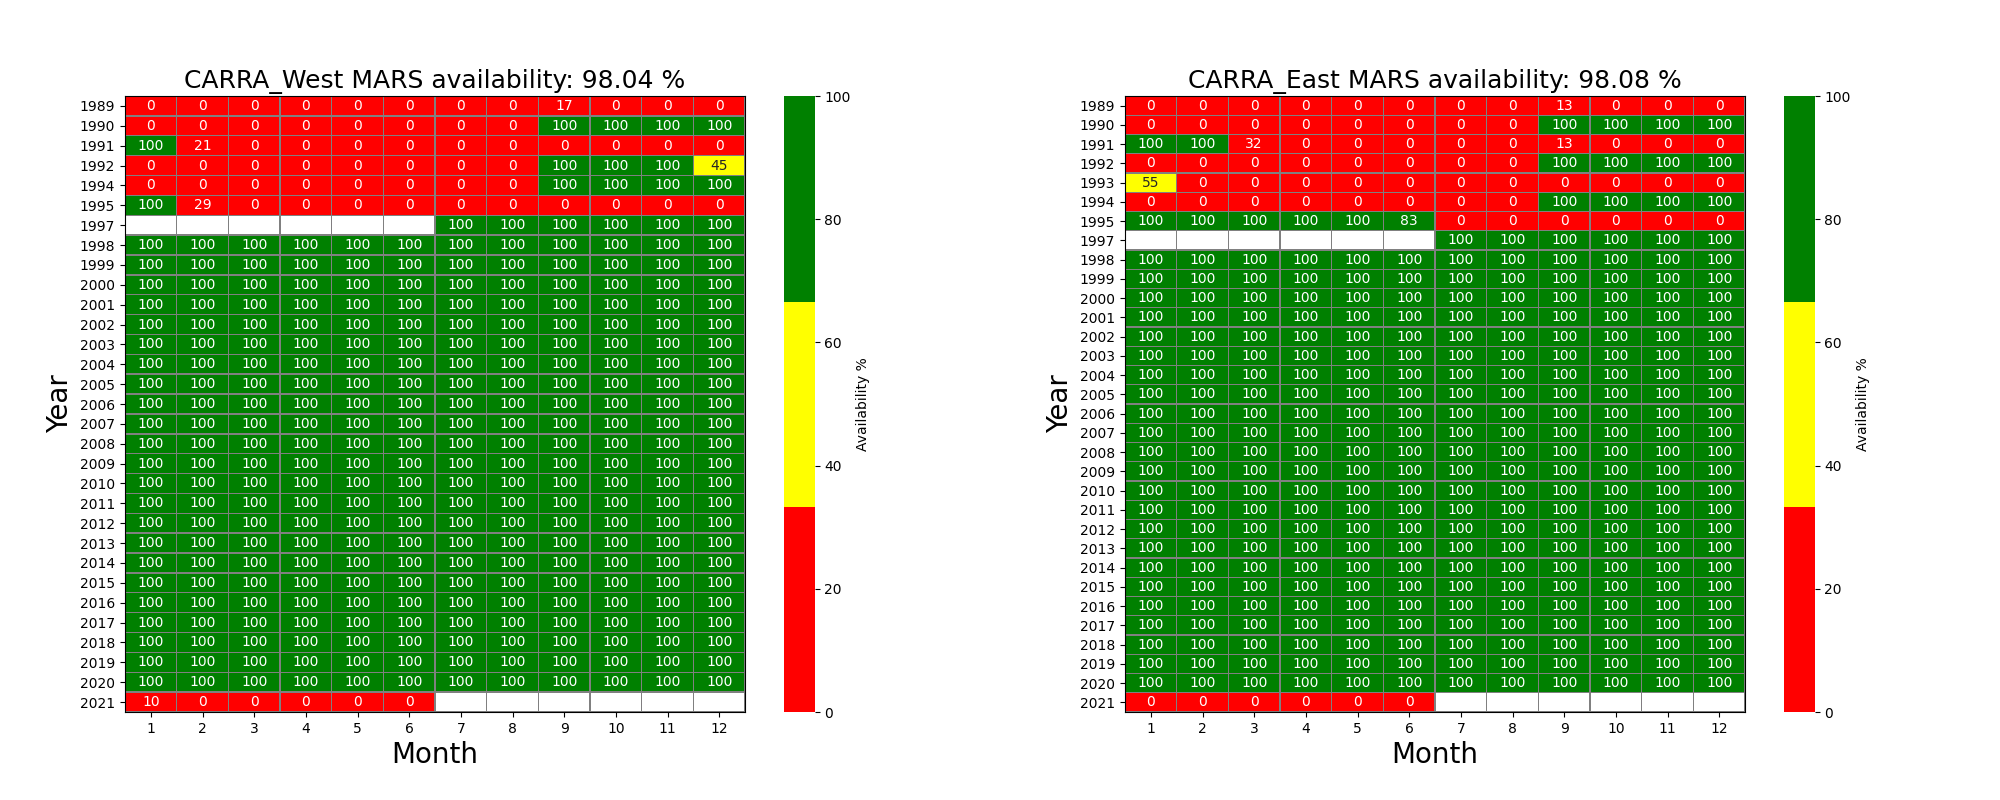 CARRA_West MARS availability: 98.04 %
1989 0 0 0 0 0 0 0 0 17 0 0 0
1990 0 0 0 0 0 0 0 0 100 100 100 100
1991 100 21 0 0 0 0 0 0 0 0 0 0
1992 0 0 0 0 0 0 0 0 100 100 100 45
1994 0 0 0 0 0 0 0 0 100 100 100 100
1995 100 29 0 0 0 0 0 0 0 0 0 0
1997 100 100 100 100 100 100
1998 100 100 100 100 100 100 100 100 100 100 100 100
1999 100 100 100 100 100 100 100 100 100 100 100 100
2000 100 100 100 100 100 100 100 100 100 100 100 100
2001 100 100 100 100 100 100 100 100 100 100 100 100
2002 100 100 100 100 100 100 100 100 100 100 100 100
2003 100 100 100 100 100 100 100 100 100 100 100 100
2004 100 100 100 100 100 100 100 100 100 100 100 100
2005 100 100 100 100 100 100 100 100 100 100 100 100
2006 100 100 100 100 100 100 100 100 100 100 100 100
2007 100 100 100 100 100 100 100 100 100 100 100 100
2008 100 100 100 100 100 100 100 100 100 100 100 100
2009 100 100 100 100 100 100 100 100 100 100 100 100
2010 100 100 100 100 100 100 100 100 100 100 100 100
2011 100 100 100 100 100 100 100 100 100 100 100 100
2012 100 100 100 100 100 100 100 100 100 100 100 100
2013 100 100 100 100 100 100 100 100 100 100 100 100
2014 100 100 100 100 100 100 100 100 100 100 100 100
2015 100 100 100 100 100 100 100 100 100 100 100 100
2016 100 100 100 100 100 100 100 100 100 100 100 100
2017 100 100 100 100 100 100 100 100 100 100 100 100
2018 100 100 100 100 100 100 100 100 100 100 100 100
2019 100 100 100 100 100 100 100 100 100 100 100 100
2020 100 100 100 100 100 100 100 100 100 100 100 100
2021 10 0 0 0 0 0
1 2 3 4 5 6 7 8 9 10 11 12
Month
Year
100
80
60
40
20
0
Availability %
CARRA_East MARS availability: 98.08 %
1989 0 0 0 0 0 0 0 0 13 0 0 0
1990 0 0 0 0 0 0 0 0 100 100 100 100
1991 100 100 32 0 0 0 0 0 13 0 0 0
1992 0 0 0 0 0 0 0 0 100 100 100 100
1993 55 0 0 0 0 0 0 0 0 0 0 0
1994 0 0 0 0 0 0 0 0 100 100 100 100
1995 100 100 100 100 100 83 0 0 0 0 0 0
1997 100 100 100 100 100 100
1998 100 100 100 100 100 100 100 100 100 100 100 100
1999 100 100 100 100 100 100 100 100 100 100 100 100
2000 100 100 100 100 100 100 100 100 100 100 100 100
2001 100 100 100 100 100 100 100 100 100 100 100 100
2002 100 100 100 100 100 100 100 100 100 100 100 100
2003 100 100 100 100 100 100 100 100 100 100 100 100
2004 100 100 100 100 100 100 100 100 100 100 100 100
2005 100 100 100 100 100 100 100 100 100 100 100 100
2006 100 100 100 100 100 100 100 100 100 100 100 100
2007 100 100 100 100 100 100 100 100 100 100 100 100
2008 100 100 100 100 100 100 100 100 100 100 100 100
2009 100 100 100 100 100 100 100 100 100 100 100 100
2010 100 100 100 100 100 100 100 100 100 100 100 100
2011 100 100 100 100 100 100 100 100 100 100 100 100
2012 100 100 100 100 100 100 100 100 100 100 100 100
2013 100 100 100 100 100 100 100 100 100 100 100 100
2014 100 100 100 100 100 100 100 100 100 100 100 100
2015 100 100 100 100 100 100 100 100 100 100 100 100
2016 100 100 100 100 100 100 100 100 100 100 100 100
2017 100 100 100 100 100 100 100 100 100 100 100 100
2018 100 100 100 100 100 100 100 100 100 100 100 100
2019 100 100 100 100 100 100 100 100 100 100 100 100
2020 100 100 100 100 100 100 100 100 100 100 100 100
2021 0 0 0 0 0 0
1 2 3 4 5 6 7 8 9 10 11 12
Month
Year
100
80
60
40
20
0
Availability %